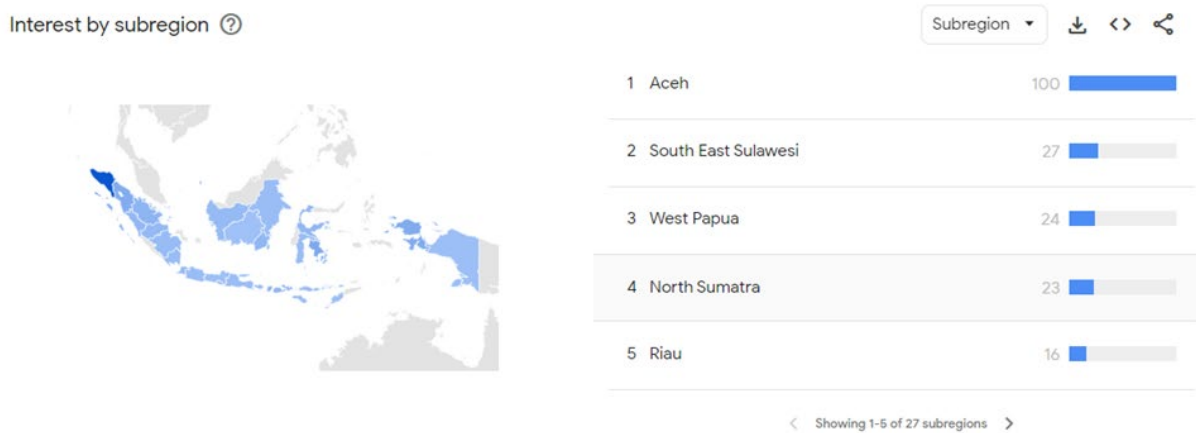 Interest by subregion
Subregion
1 Aceh 100
2 South East Sulawesi 27
3 West Papua 24
4 North Sumatra 23
5 Riau 16
Showing 1-5 of 27 subregions